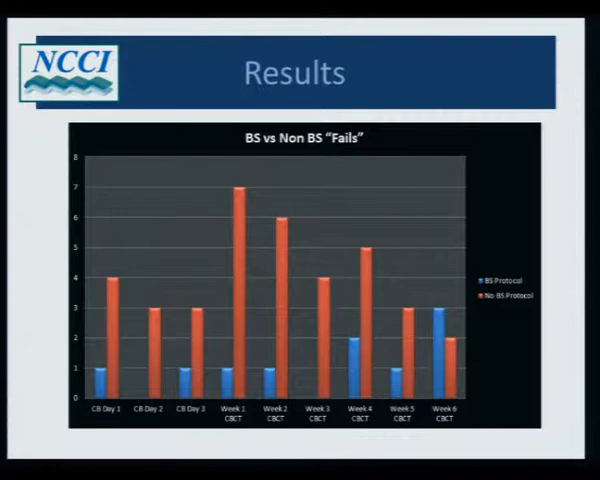 NCCI
Results
BS vs Non BS “Fails”
8
7
6
5
4
3
2
1
0
BS Protocol
No BS Protocol
CB Day 1
CB Day 2
CB Day 3
Week 1
CBCT
Week 2
CBCT
Week 3
CBCT
Week 4
CBCT
Week 5
CBCT
Week 6
CBCT